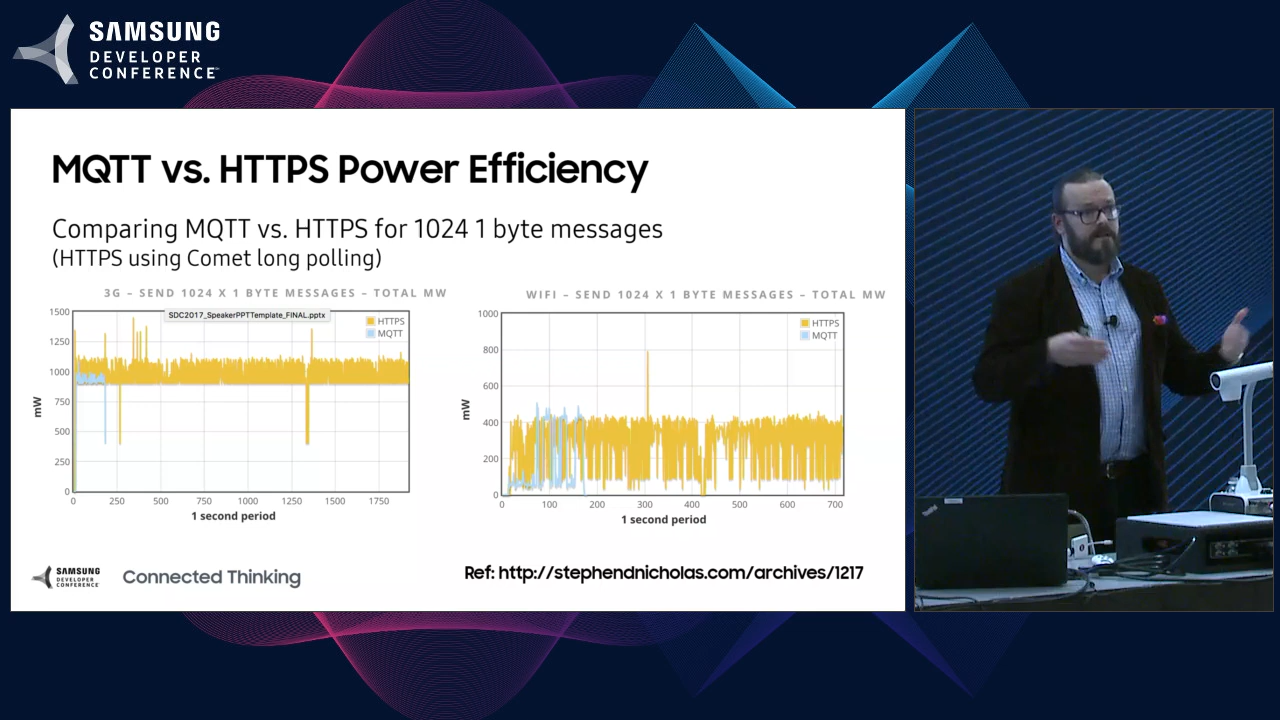 SAMSUNG
DEVELOPER
CONFERENCE
MQTT vs. HTTPS Power Efficiency
Comparing MQTT vs. HTTPS for 1024 1 byte messages
(HTTPS using Comet long polling)
3G – SEND 1024 X 1 BYTE MESSAGES – TOTAL MW
SDC2017_SpeakerPPTTemplate_FINAL.pptx
HTTPS
MQTT
1500
1250
1000
750
500
250
0
mW
0 250 500 750 1000 1250 1500 1750
1 second period
WIFI – SEND 1024 X 1 BYTE MESSAGES – TOTAL MW
HTTPS
MQTT
1000
800
600
400
200
0
mW
0 100 200 300 400 500 600 700
1 second period
SAMSUNG
DEVELOPER
CONFERENCE
Connected Thinking
Ref: http://stephendnicholas.com/archives/1217